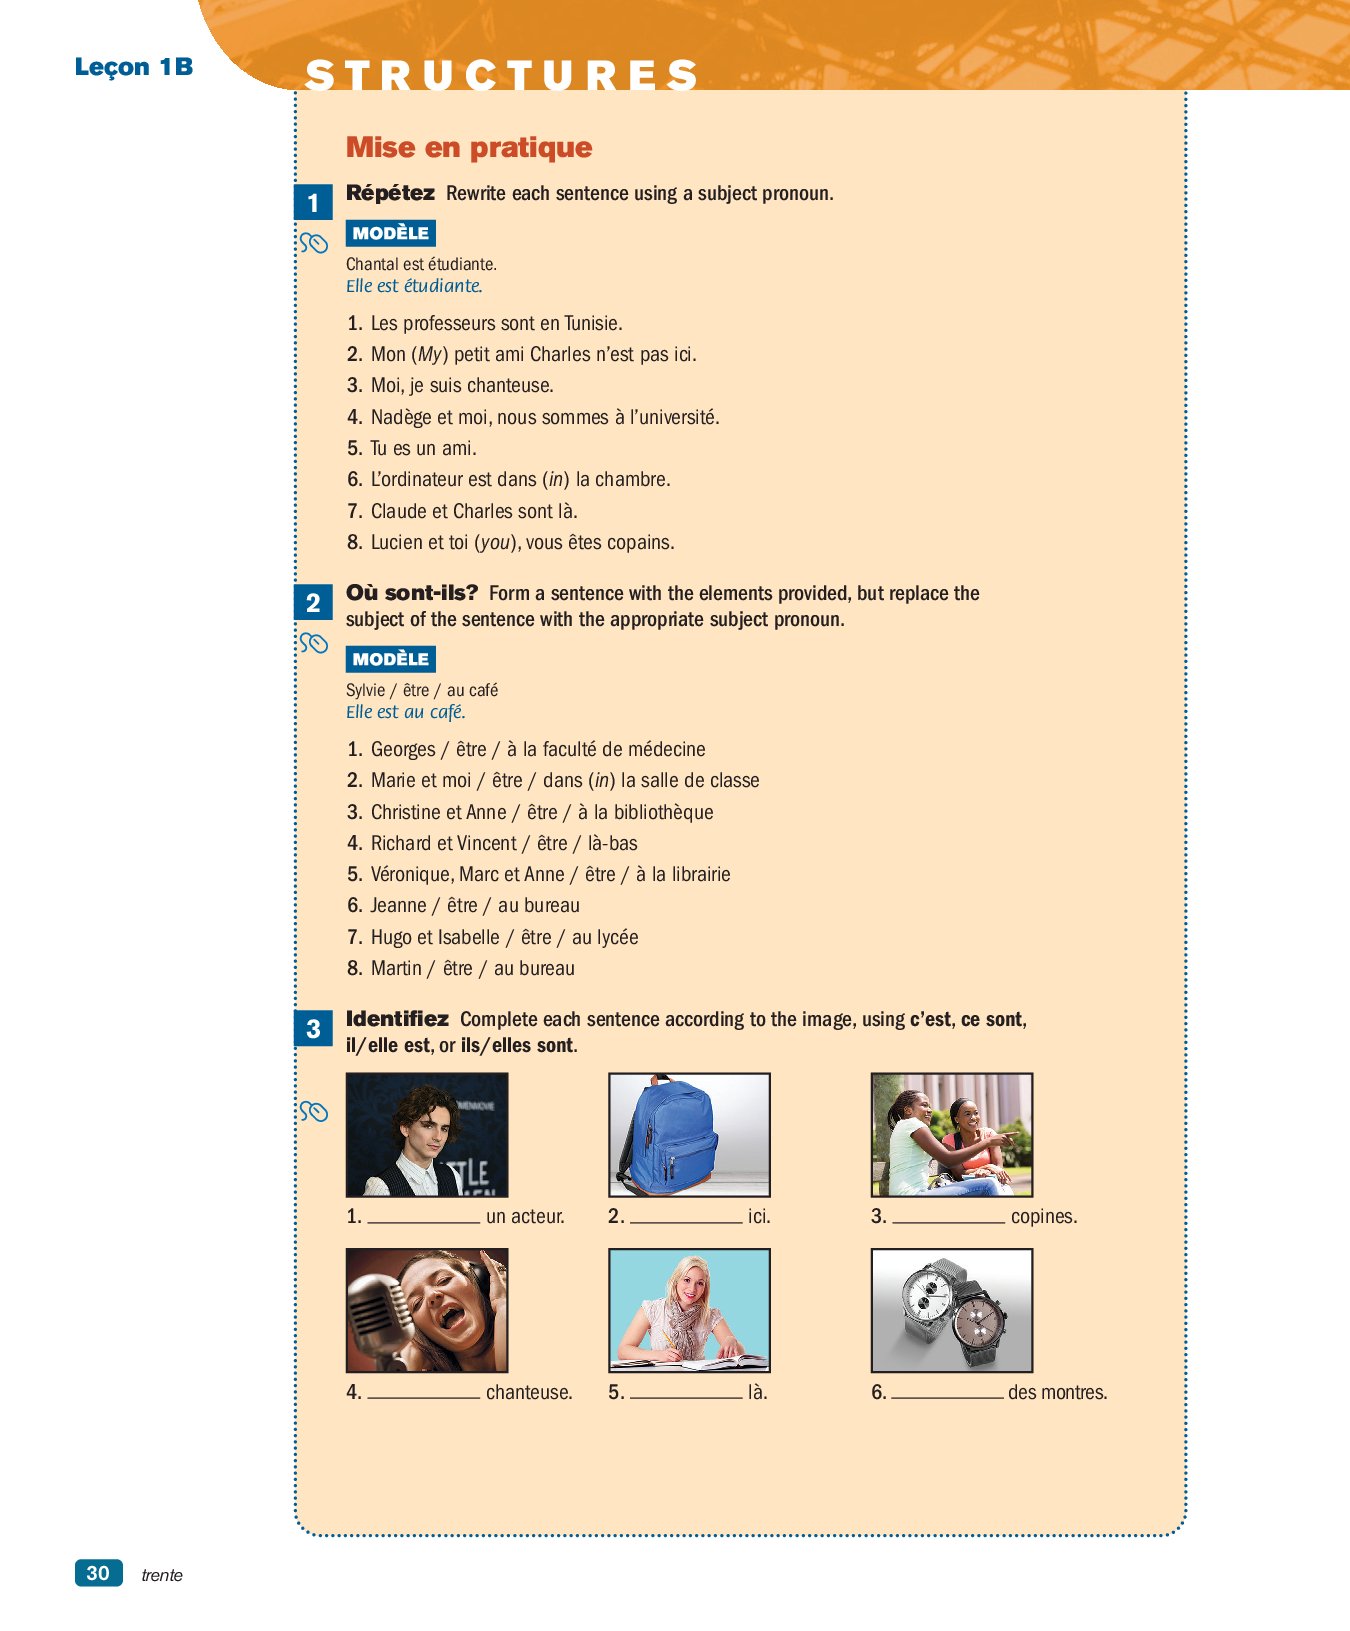 Leçon 1B
STRUCTURES
Mise en pratique
1 Répétez Rewrite each sentence using a subject pronoun.
MODÈLE
Chantal est étudiante.
Elle est étudiante.
1. Les professeurs sont en Tunisie.
2. Mon (My) petit ami Charles n’est pas ici.
3. Moi, je suis chanteuse.
4. Nadège et moi, nous sommes à l’université.
5. Tu es un ami.
6. L’ordinateur est dans (in) la chambre.
7. Claude et Charles sont là.
8. Lucien et toi (you), vous êtes copains.
2 Où sont-ils? Form a sentence with the elements provided, but replace the
subject of the sentence with the appropriate subject pronoun.
MODÈLE
Sylvie / être / au café
Elle est au café.
1. Georges / être / à la faculté de médecine
2. Marie et moi / être / dans (in) la salle de classe
3. Christine et Anne / être / à la bibliothèque
4. Richard et Vincent / être / là-bas
5. Véronique, Marc et Anne / être / à la librairie
6. Jeanne / être / au bureau
7. Hugo et Isabelle / être / au lycée
8. Martin / être / au bureau
3 Identifiez Complete each sentence according to the image, using c’est, ce sont,
il/elle est, or ils/elles sont.
1. __________ un acteur.
2. __________ ici.
3. __________ copines.
4. __________ chanteuse.
5. __________ là.
6. __________ des montres.
30 trente